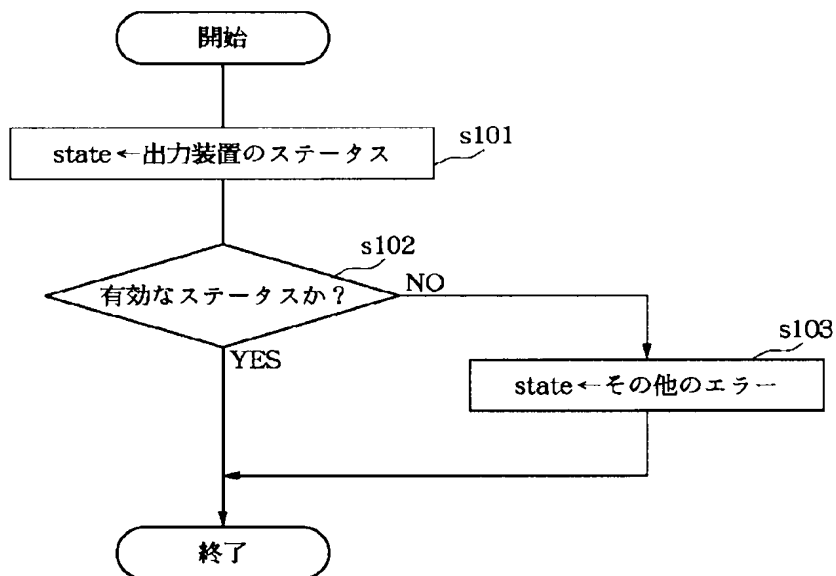 開始
state←出力装置のステータス
s101
s102
有効なステータスか？
NO
YES
s103
state←その他のエラー
終了